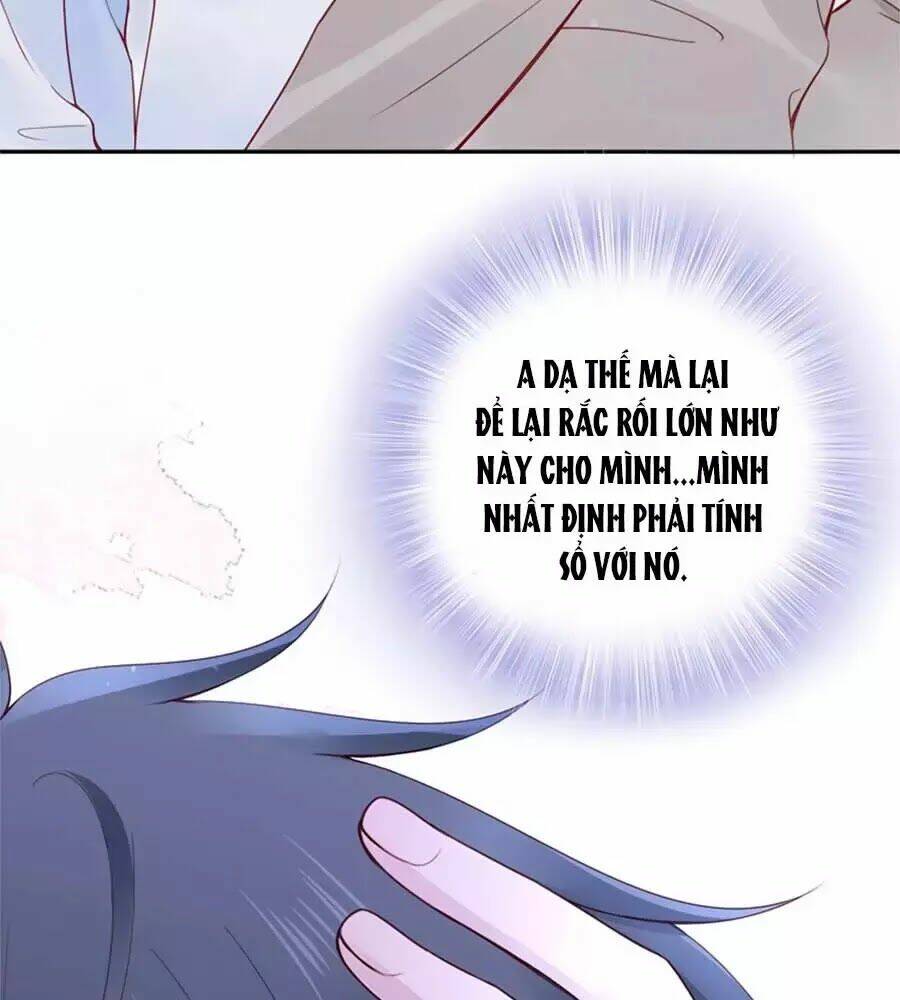 A DẠ THẾ MÀ LẠI
ĐỂ LẠI RẮC RỐI LỚN NHƯ
NÀY CHO MÌNH...MÌNH
NHẤT ĐỊNH PHẢI TÍNH
SỔ VỚI NÓ.